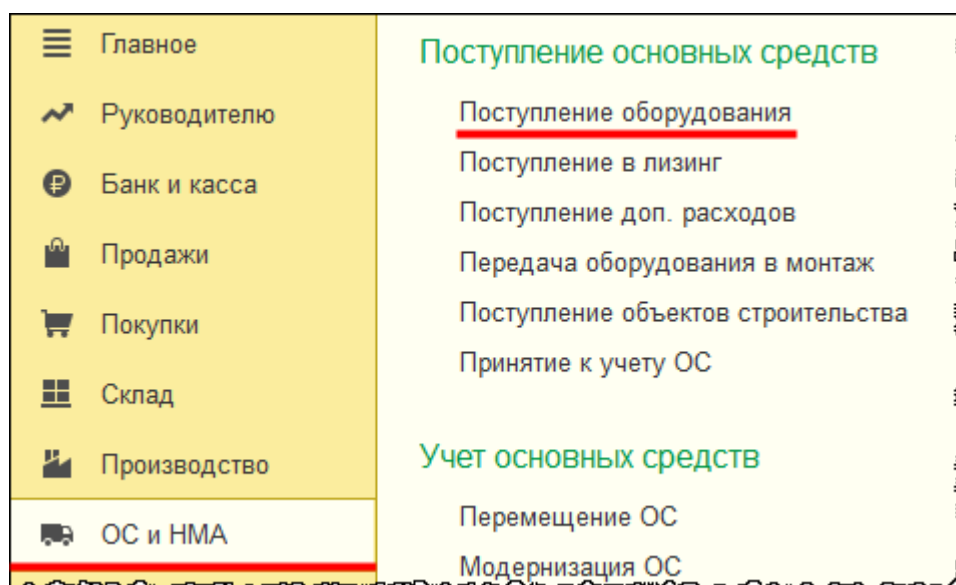 Главное
Руководителю
Банк и касса
Продажи
Покупки
Склад
Производство
ОС и НМА
Поступление основных средств
Поступление оборудования
Поступление в лизинг
Поступление доп. расходов
Передача оборудования в монтаж
Поступление объектов строительства
Принятие к учету ОС
Учет основных средств
Перемещение ОС
Модернизация ОС